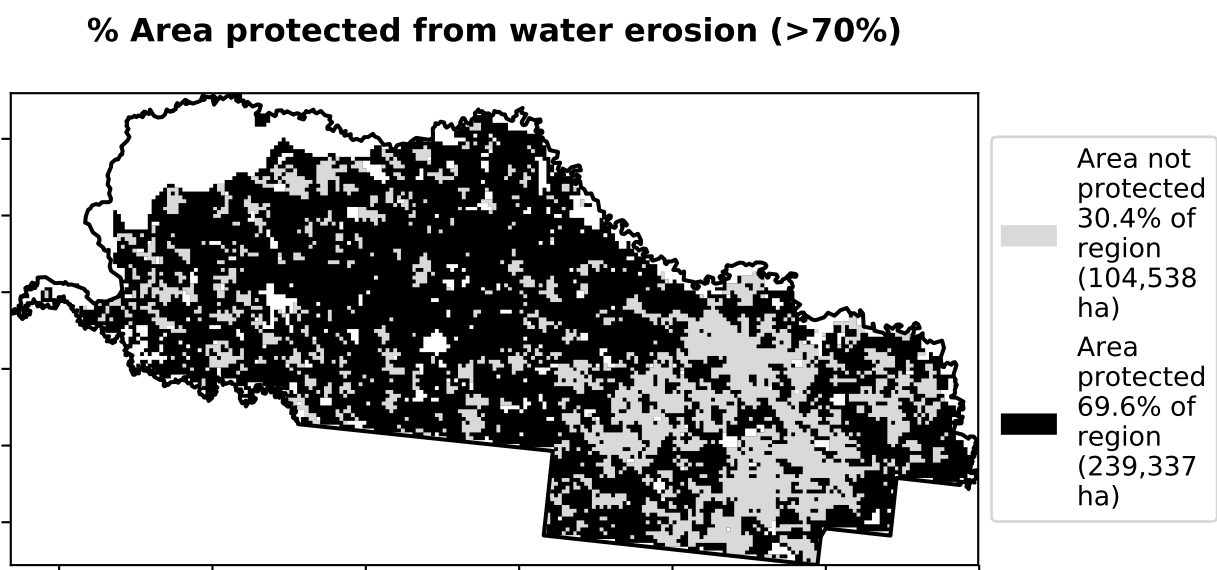 % Area protected from water erosion (>70%)
Area not
protected
30.4% of
region
(104,538
ha)
Area
protected
69.6% of
region
(239,337
ha)